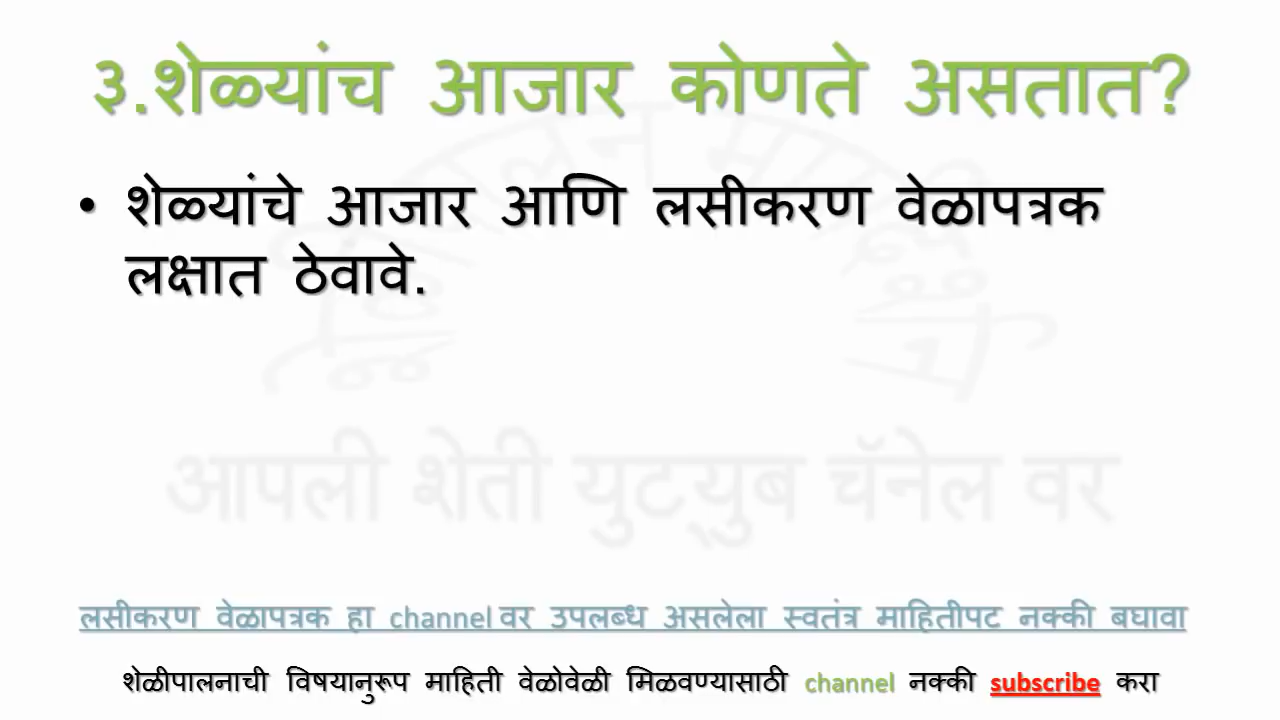 ३.शेळ्यांच आजार कोणते असतात?
• शेळ्यांचे आजार आणि लसीकरण वेळापत्रक
लक्षात ठेवावे.
आपली शेती युटय्ुब चॅनेल वर
लसीकरण वेळापत्रक हा channel वर उपलब्ध असलेला स्वतंत्र माहितीपट नक्की बघावा
शेळीपालनाची विषयानुरूप माहिती वेळोवेळी मिळवण्यासाठी channel नक्की subscribe करा